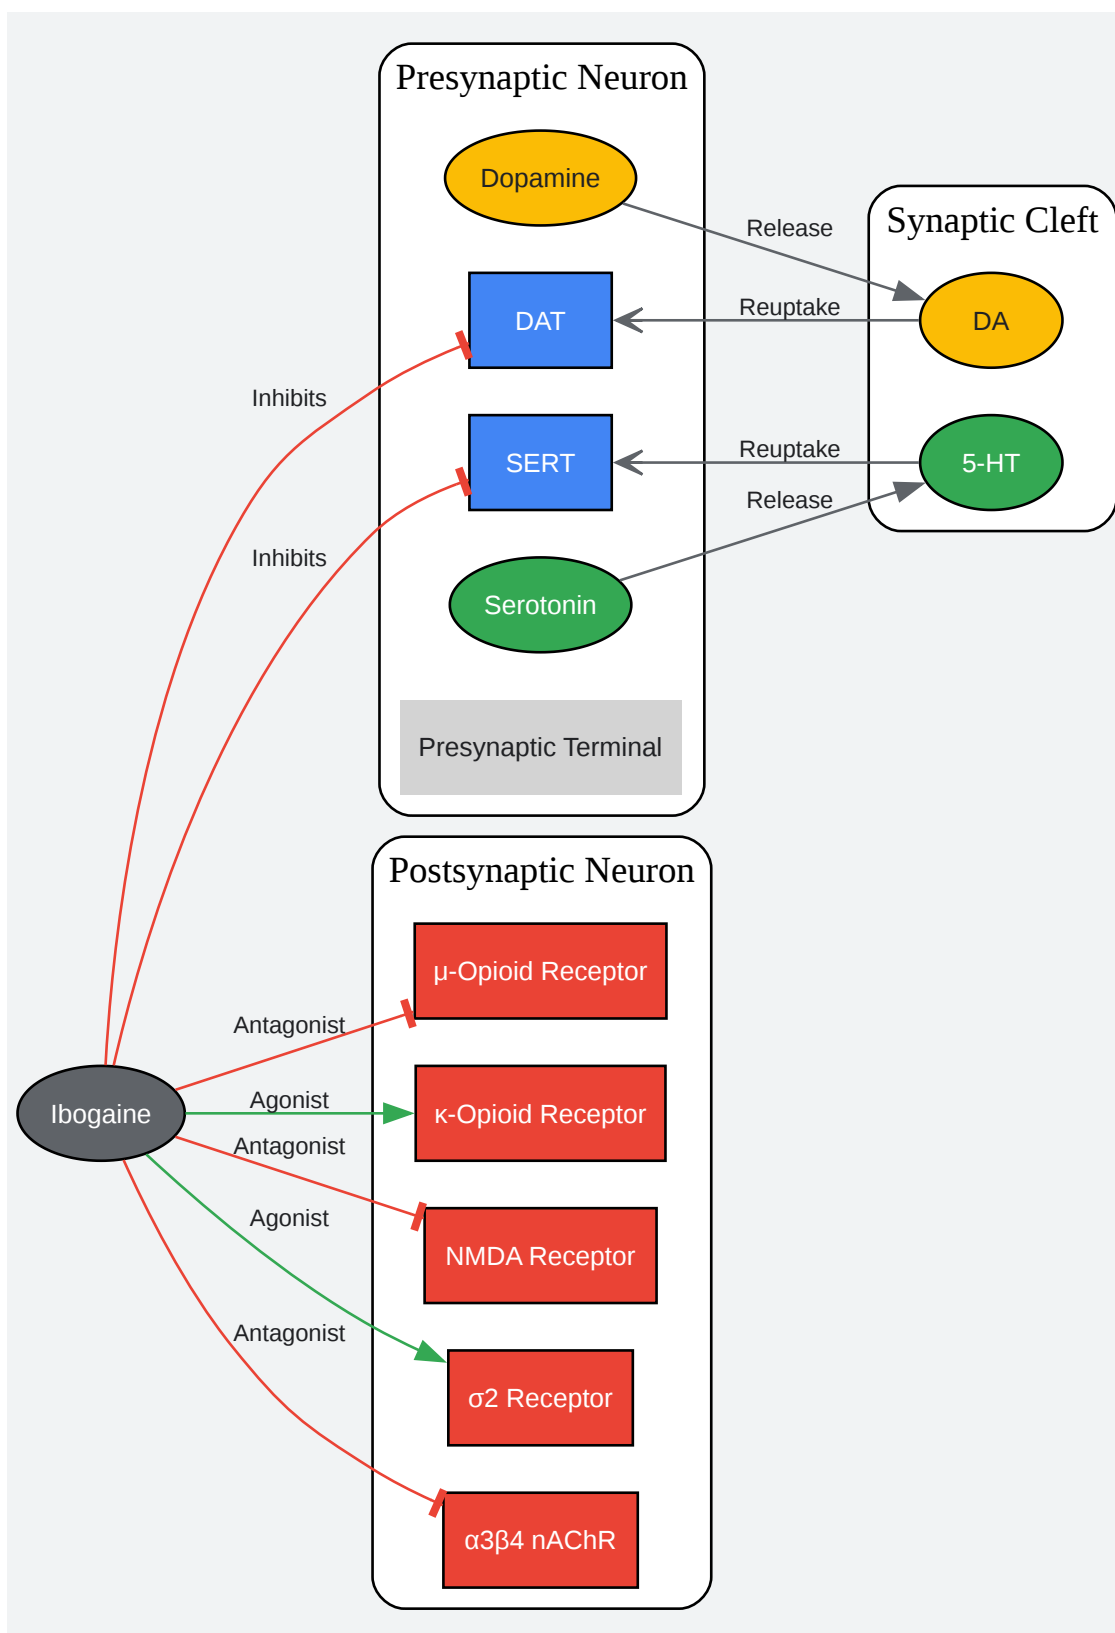 Presynaptic Neuron
Dopamine
Release
Synaptic Cleft
DAT
Reuptake
DA
Inhibits
SERT
Reuptake
5-HT
Release
Inhibits
Serotonin
Presynaptic Terminal
Postsynaptic Neuron
μ-Opioid Receptor
Antagonist
Ibogaine
Agonist
κ-Opioid Receptor
Antagonist
Agonist
NMDA Receptor
Antagonist
σ2 Receptor
α3β4 nAChR